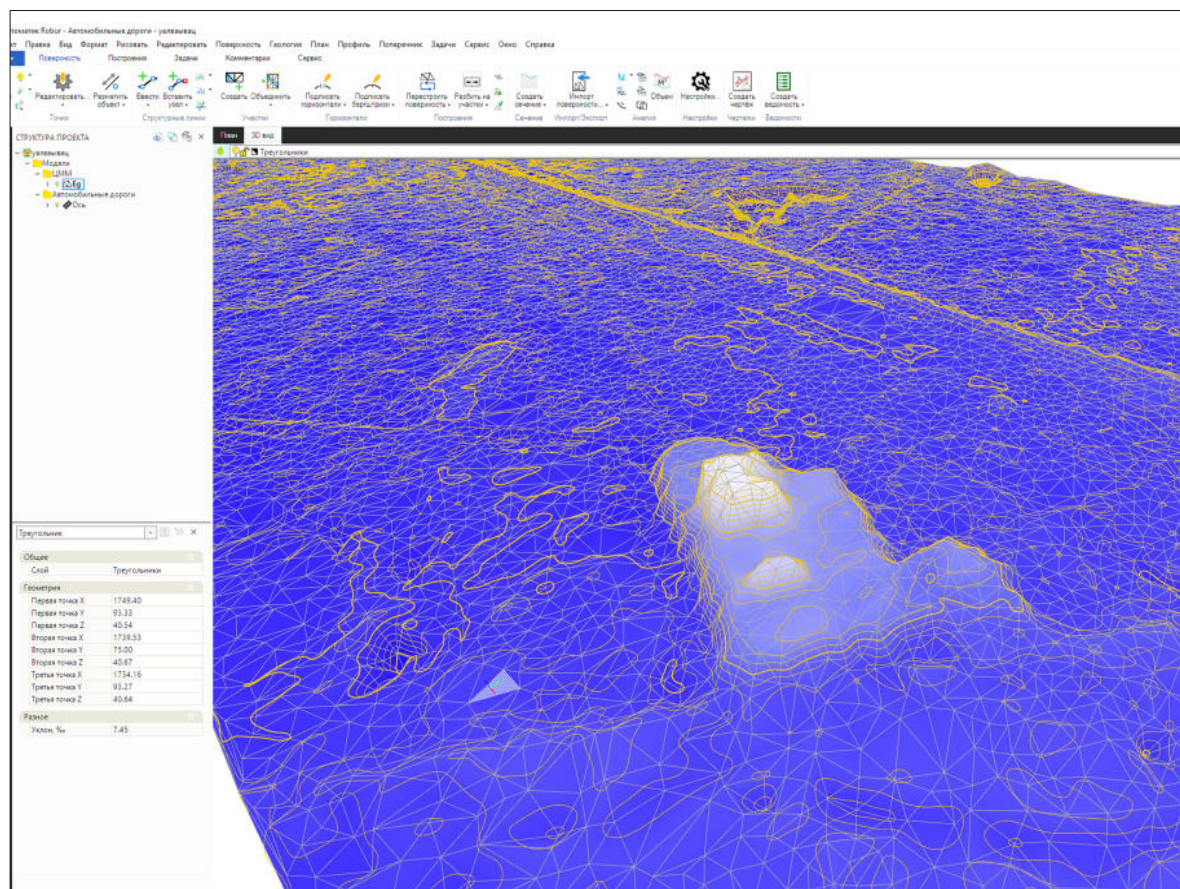 Robur - Автомобильные дороги - уалвавац
Правка Вид Формат Рисовать Редактировать Поверхность Геология План Профиль Поперечник Задачи Сервис Окно Справка
Поверхность Построения Задачи Комментарии Сервис
Редактировать... Разметить объект Ввести Вставить узел Создать Объединить Подписать горизонтали Подписать бергштрихи Перестроить поверхность Разбить на участки Создать сечение Импорт поверхности... Объем Настройки... Создать чертёж Создать ведомость
Точки Структурные линии Участки Горизонтали Построения Сечение Импорт/Экспорт Анализ Настройки Чертежи Ведомости
СТРУКТУРА ПРОЕКТА
План 3D вид
Треугольники
Модели
ЦММ
Eg
Автомобильные дороги
Ось
Треугольник
Общие
Слой Треугольники
Геометрия
Первая точка X 1749.40
Первая точка Y 93.33
Первая точка Z 40.54
Вторая точка X 1739.53
Вторая точка Y 75.00
Вторая точка Z 40.67
Третья точка X 1734.16
Третья точка Y 93.27
Третья точка Z 40.64
Разное
Уклон, ‰ 7.45